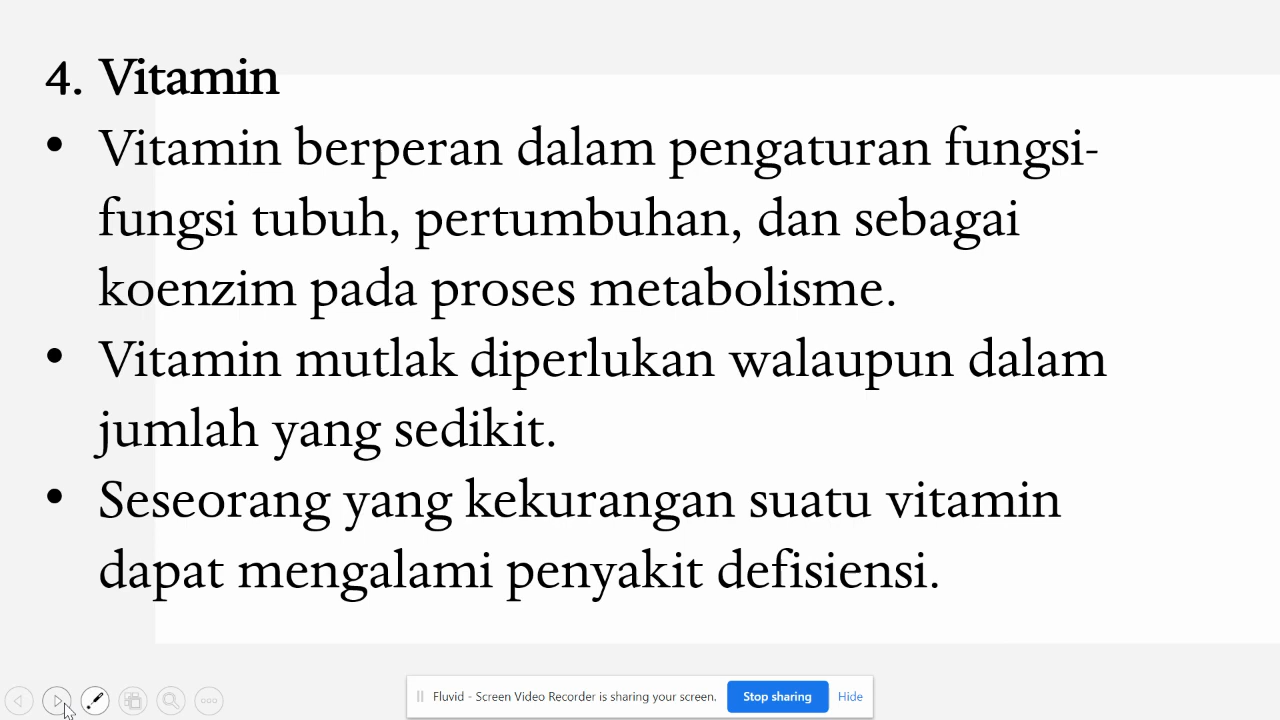 4. Vitamin
• Vitamin berperan dalam pengaturan fungsi-
fungsi tubuh, pertumbuhan, dan sebagai
koenzim pada proses metabolisme.
• Vitamin mutlak diperlukan walaupun dalam
jumlah yang sedikit.
• Seseorang yang kekurangan suatu vitamin
dapat mengalami penyakit defisiensi.
Fluvid - Screen Video Recorder is sharing your screen. Stop sharing Hide